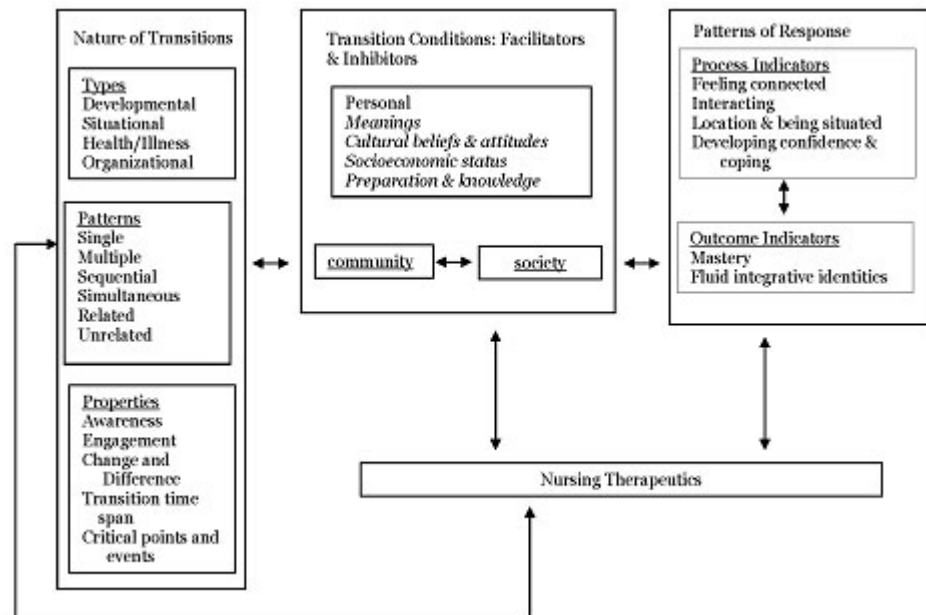 Nature of Transitions
Types
Developmental
Situational
Health/Illness
Organizational
Patterns
Single
Multiple
Sequential
Simultaneous
Related
Unrelated
Properties
Awareness
Engagement
Change and
Difference
Transition time
span
Critical points and
events
Transition Conditions: Facilitators
& Inhibitors
Personal
Meanings
Cultural beliefs & attitudes
Socioeconomic status
Preparation & knowledge
community
society
Patterns of Response
Process Indicators
Feeling connected
Interacting
Location & being situated
Developing confidence &
coping
Outcome Indicators
Mastery
Fluid integrative identities
Nursing Therapeutics